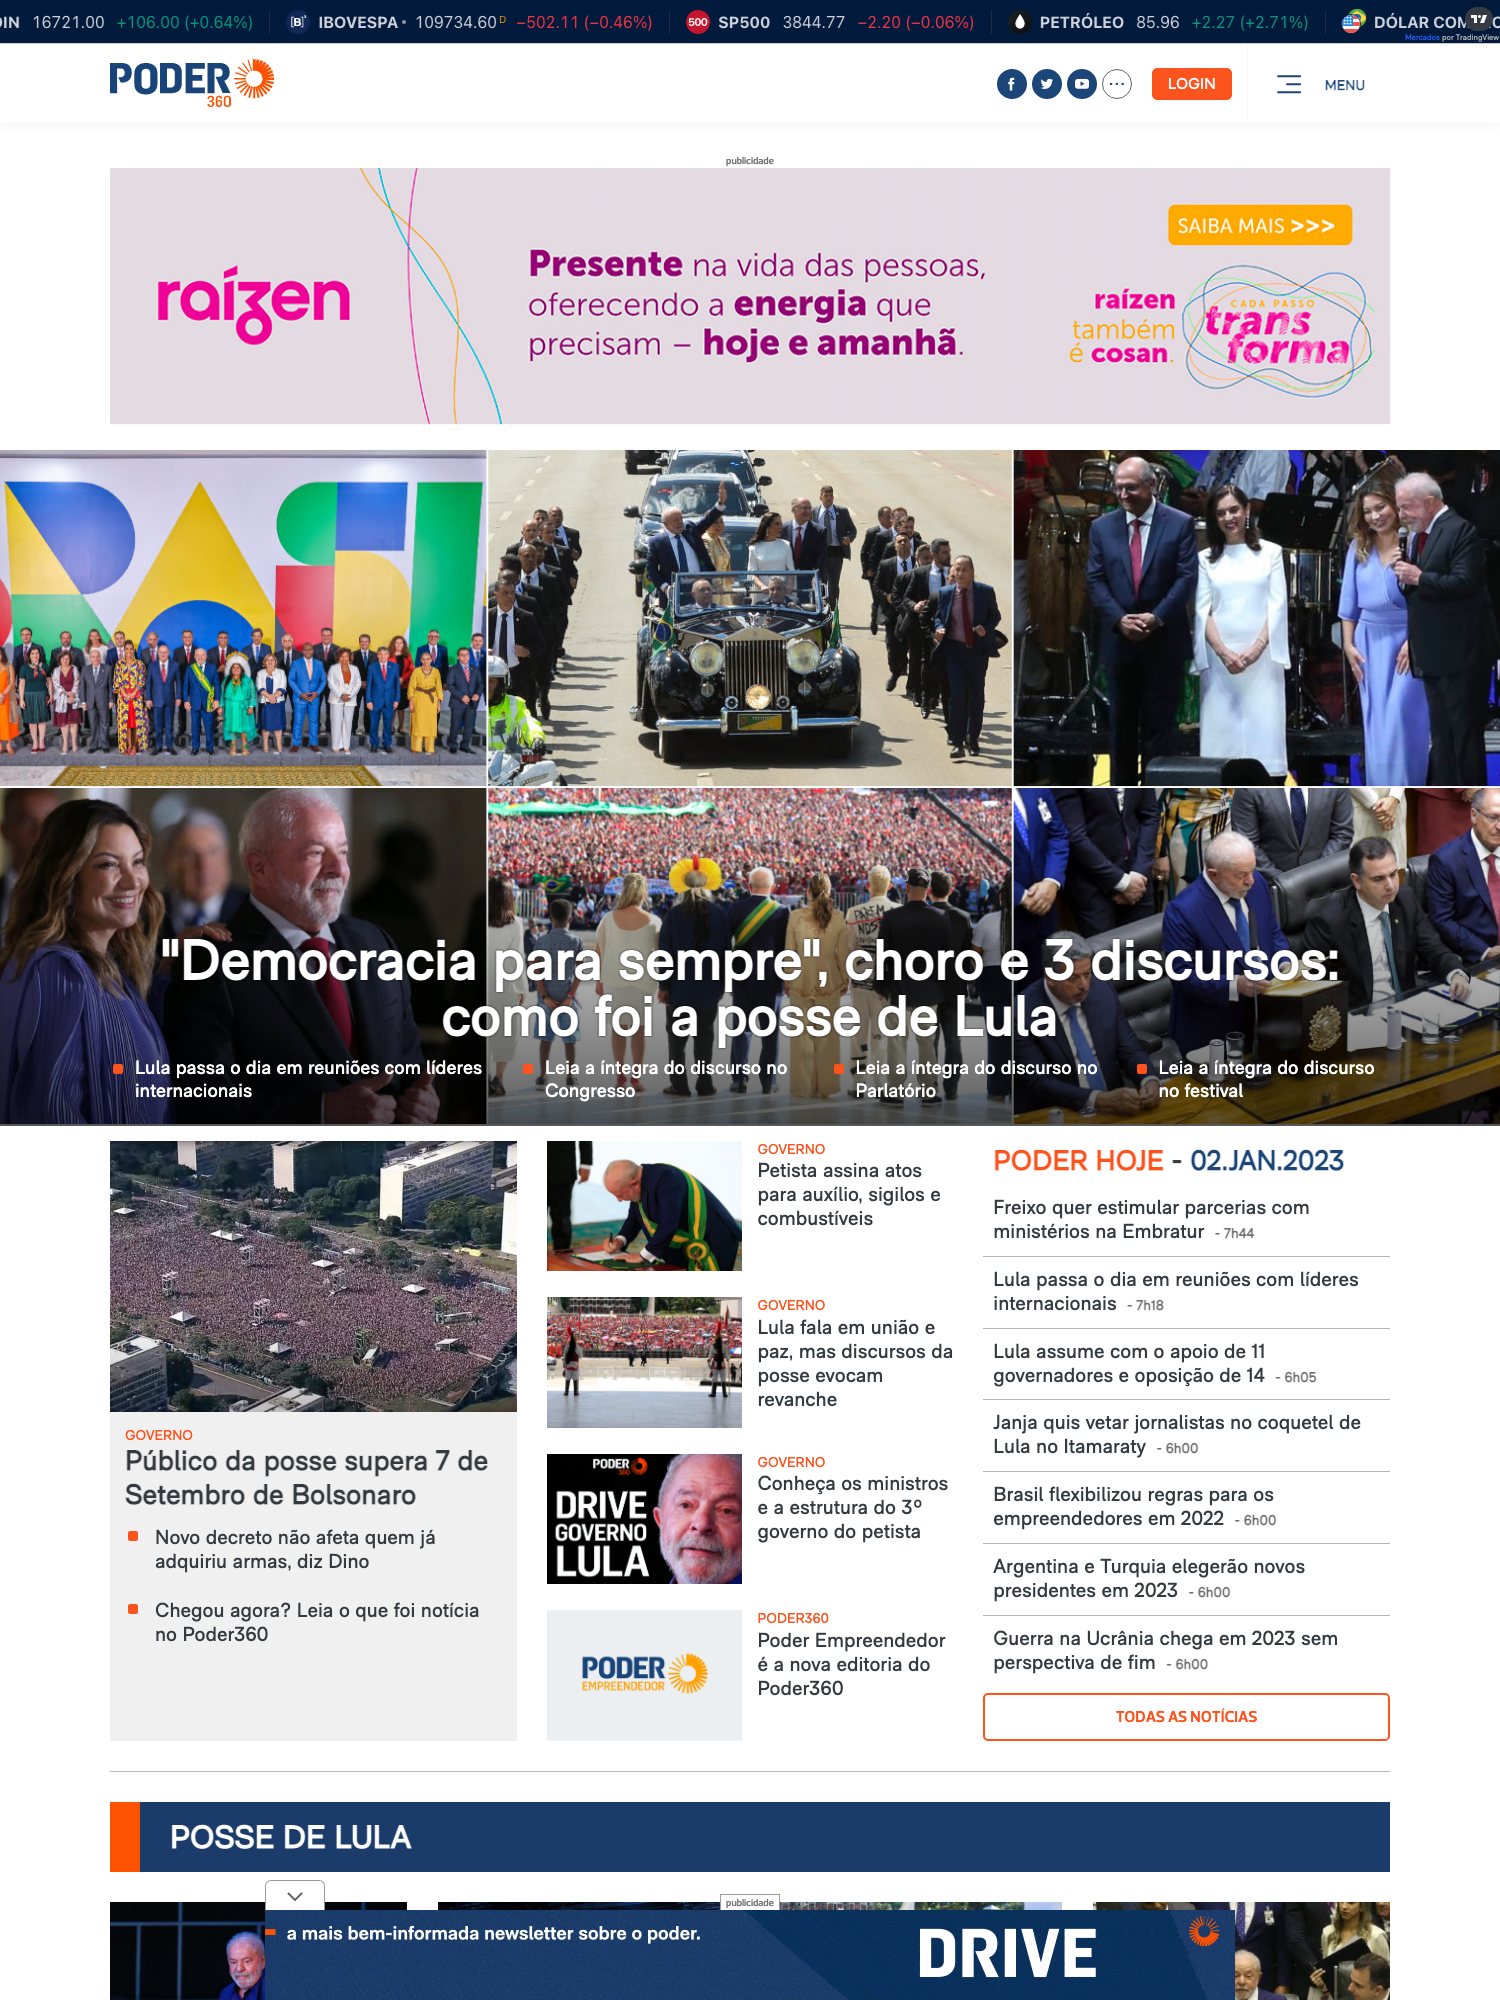 OIN 16721.00 +106.00 (+0.64%) IBOVESPA 109734.60 D −502.11 (−0.46%) 500 SP500 3844.77 −2.20 (−0.06%) PETRÓLEO 85.96 +2.27 (+2.71%) DÓLAR COM
Mercados por TradingView
PODER
360
LOGIN
MENU
publicidade
SAIBA MAIS >>>
raízen
Presente na vida das pessoas,
oferecendo a energia que
precisam – hoje e amanhã.
raízen
também
é cosan.
CADA PASSO
trans
forma
"Democracia para sempre", choro e 3 discursos:
como foi a posse de Lula
Lula passa o dia em reuniões com líderes
internacionais
Leia a íntegra do discurso no
Congresso
Leia a íntegra do discurso no
Parlatório
Leia a íntegra do discurso
no festival
GOVERNO
Público da posse supera 7 de
Setembro de Bolsonaro
Novo decreto não afeta quem já
adquiriu armas, diz Dino
Chegou agora? Leia o que foi notícia
no Poder360
GOVERNO
Petista assina atos
para auxílio, sigilos e
combustíveis
GOVERNO
Lula fala em união e
paz, mas discursos da
posse evocam
revanche
PODER
360
DRIVE
GOVERNO
LULA
GOVERNO
Conheça os ministros
e a estrutura do 3º
governo do petista
PODER
EMPREENDEDOR
PODER360
Poder Empreendedor
é a nova editoria do
Poder360
PODER HOJE - 02.JAN.2023
Freixo quer estimular parcerias com
ministérios na Embratur - 7h44
Lula passa o dia em reuniões com líderes
internacionais - 7h18
Lula assume com o apoio de 11
governadores e oposição de 14 - 6h05
Janja quis vetar jornalistas no coquetel de
Lula no Itamaraty - 6h00
Brasil flexibilizou regras para os
empreendedores em 2022 - 6h00
Argentina e Turquia elegerão novos
presidentes em 2023 - 6h00
Guerra na Ucrânia chega em 2023 sem
perspectiva de fim - 6h00
TODAS AS NOTÍCIAS
POSSE DE LULA
publicidade
a mais bem-informada newsletter sobre o poder.
DRIVE